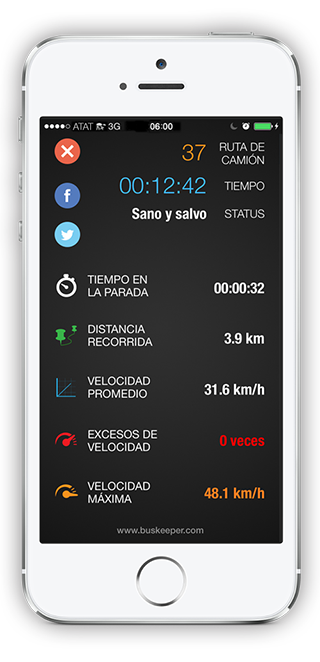 ATAT 3G 06:00
37 RUTA DE
CAMIÓN
00:12:42 TIEMPO
Sano y salvo STATUS
TIEMPO EN
LA PARADA 00:00:32
DISTANCIA
RECORRIDA 3.9 km
VELOCIDAD
PROMEDIO 31.6 km/h
EXCESOS DE
VELOCIDAD 0 veces
VELOCIDAD
MÁXIMA 48.1 km/h
www.buskeeper.com